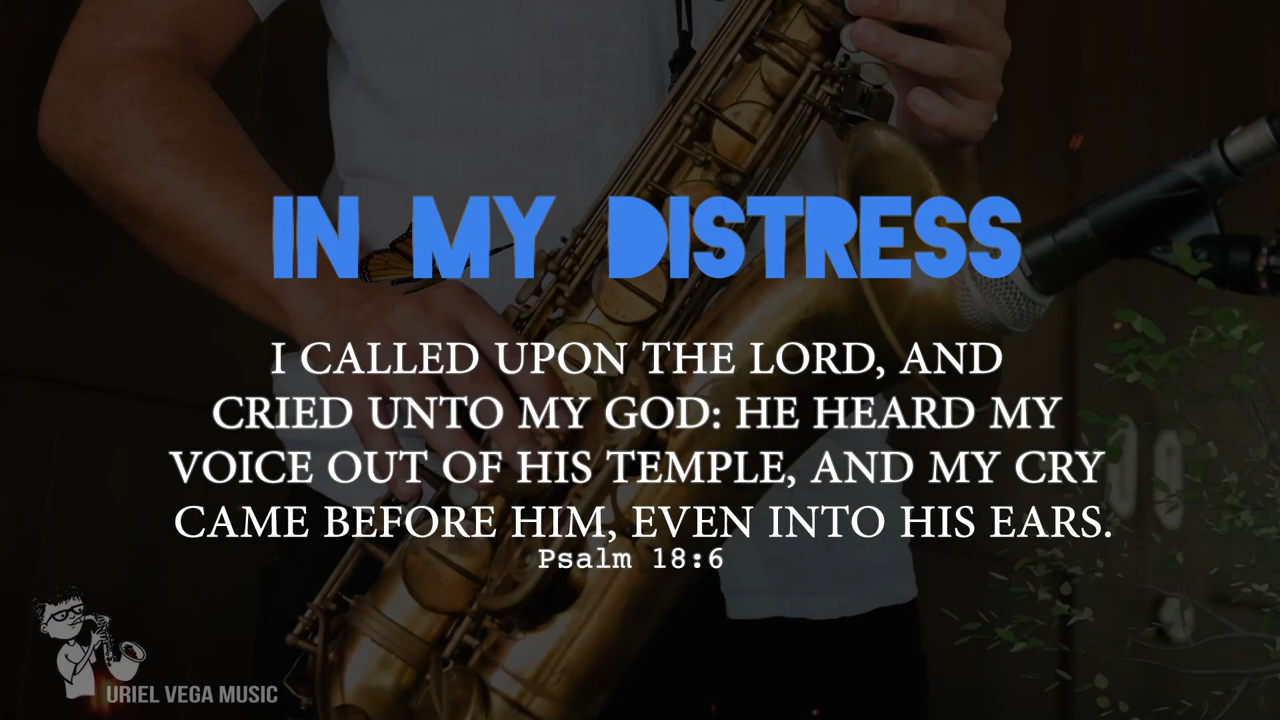 IN MY DISTRESS
I CALLED UPON THE LORD, AND
CRIED UNTO MY GOD: HE HEARD MY
VOICE OUT OF HIS TEMPLE, AND MY CRY
CAME BEFORE HIM, EVEN INTO HIS EARS.
Psalm 18:6
URIEL VEGA MUSIC